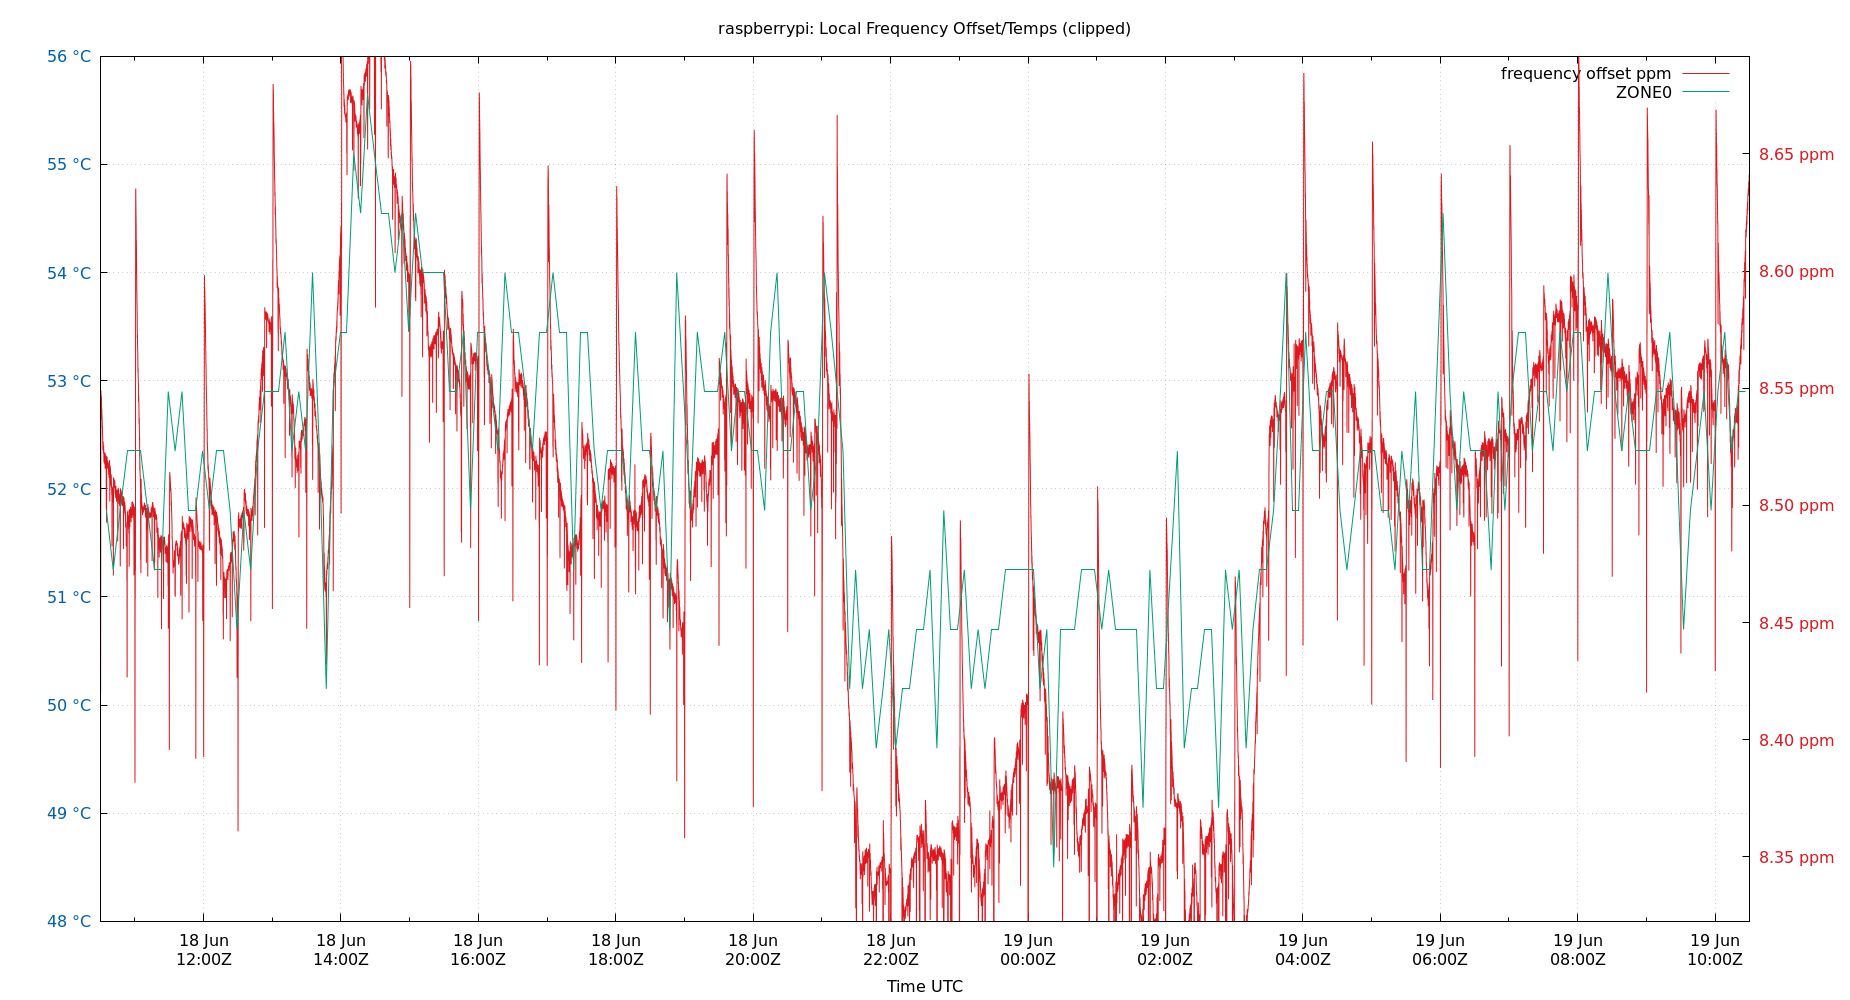 raspberrypi: Local Frequency Offset/Temps (clipped)
frequency offset ppm
ZONE0
56 °C
55 °C
54 °C
53 °C
52 °C
51 °C
50 °C
49 °C
48 °C
8.65 ppm
8.60 ppm
8.55 ppm
8.50 ppm
8.45 ppm
8.40 ppm
8.35 ppm
18 Jun 18 Jun 18 Jun 18 Jun 18 Jun 18 Jun 19 Jun 19 Jun 19 Jun 19 Jun 19 Jun 19 Jun
12:00Z 14:00Z 16:00Z 18:00Z 20:00Z 22:00Z 00:00Z 02:00Z 04:00Z 06:00Z 08:00Z 10:00Z
Time UTC